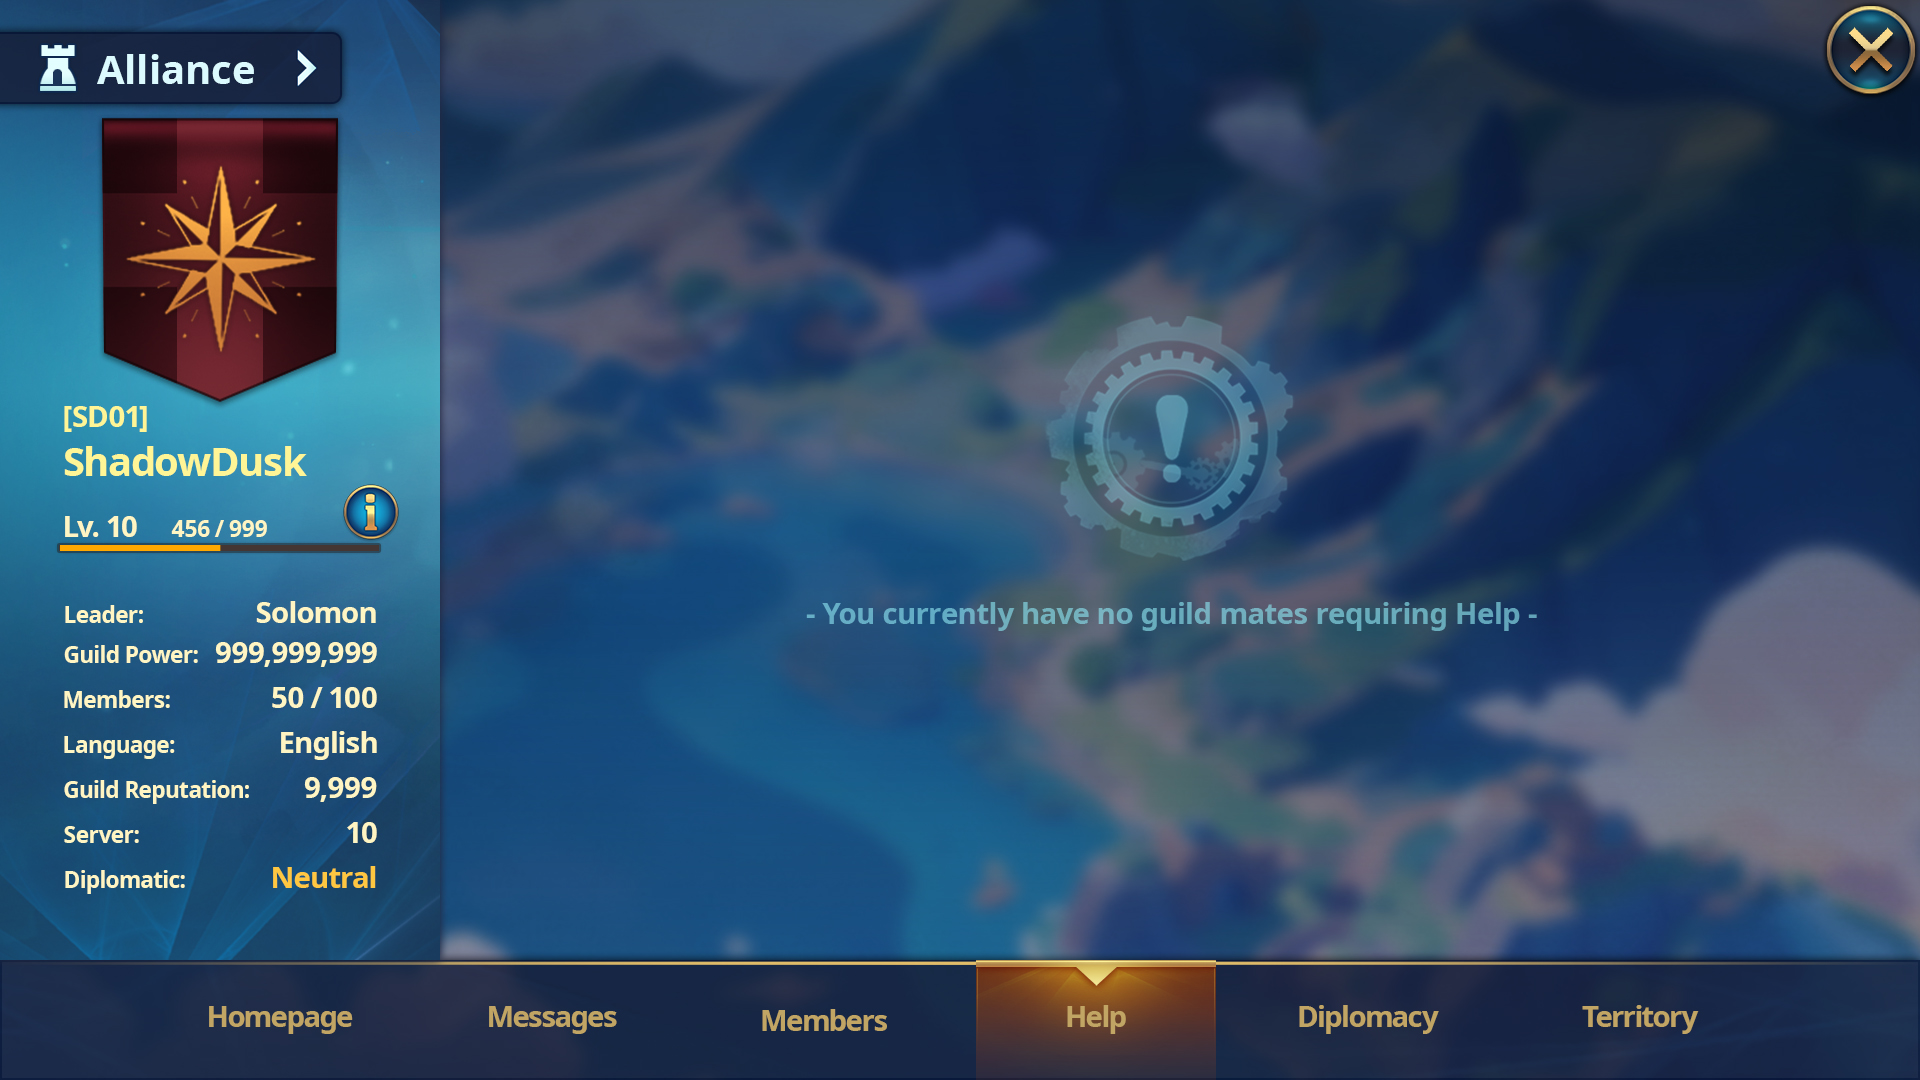 Alliance
[SD01]
ShadowDusk
Lv. 10 456 / 999
Leader: Solomon
Guild Power: 999,999,999
Members: 50 / 100
Language: English
Guild Reputation: 9,999
Server: 10
Diplomatic: Neutral
- You currently have no guild mates requiring Help -
Homepage Messages Members Help Diplomacy Territory